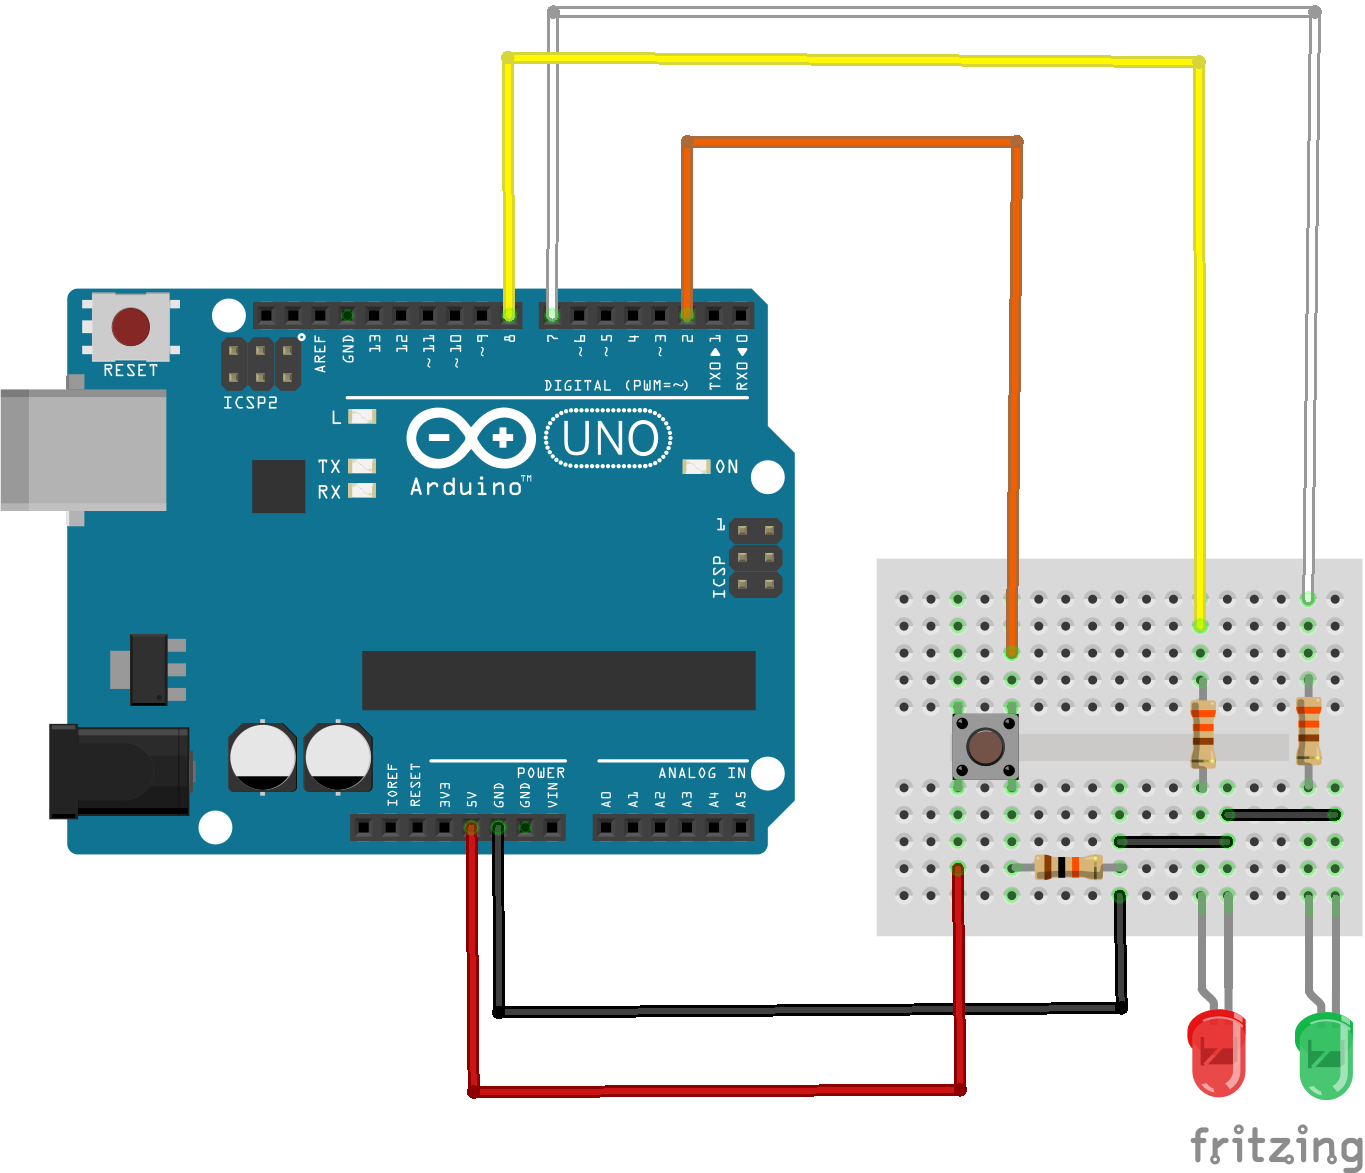 RESET
ICSP2
AREF
GND
13
12
~11
~10
~9
8
7
~6
~5
4
~3
2
TX0▶1
RX0◀0
DIGITAL (PWM=~)
L
TX
RX
Arduino™
UNO
ON
1
ICSP
IOREF
RESET
3V3
5V
GND
GND
VIN
POWER
ANALOG IN
A0
A1
A2
A3
A4
A5
fritzing